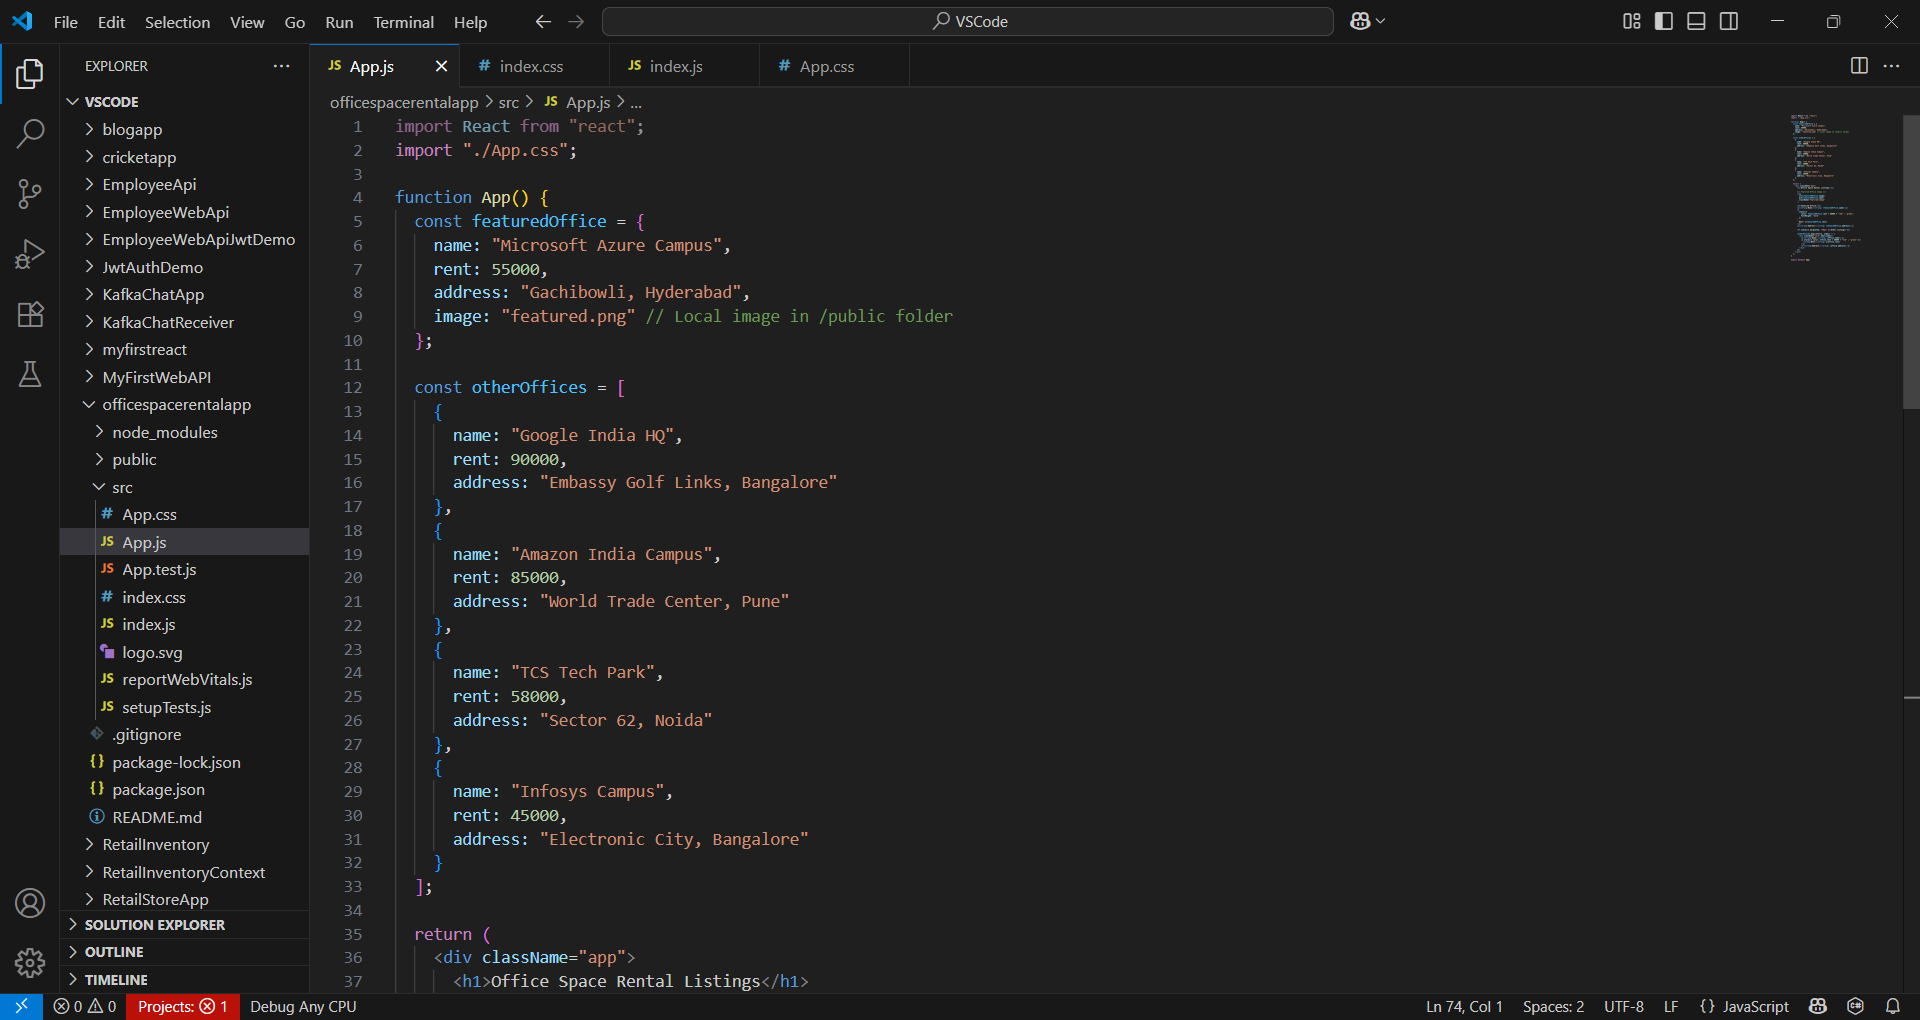 File Edit Selection View Go Run Terminal Help
VSCode
EXPLORER
VSCODE
blogapp
cricketapp
EmployeeApi
EmployeeWebApi
EmployeeWebApiJwtDemo
JwtAuthDemo
KafkaChatApp
KafkaChatReceiver
myfirstreact
MyFirstWebAPI
officespacerentalapp
node_modules
public
src
# App.css
JS App.js
JS App.test.js
# index.css
JS index.js
logo.svg
JS reportWebVitals.js
JS setupTests.js
.gitignore
{} package-lock.json
{} package.json
README.md
RetailInventory
RetailInventoryContext
RetailStoreApp
SOLUTION EXPLORER
OUTLINE
TIMELINE
JS App.js # index.css JS index.js # App.css
officespacerentalapp > src > JS App.js > ...
1 import React from "react";
2 import "./App.css";
3
4 function App() {
5 const featuredOffice = {
6 name: "Microsoft Azure Campus",
7 rent: 55000,
8 address: "Gachibowli, Hyderabad",
9 image: "featured.png" // Local image in /public folder
10 };
11
12 const otherOffices = [
13 {
14 name: "Google India HQ",
15 rent: 90000,
16 address: "Embassy Golf Links, Bangalore"
17 },
18 {
19 name: "Amazon India Campus",
20 rent: 85000,
21 address: "World Trade Center, Pune"
22 },
23 {
24 name: "TCS Tech Park",
25 rent: 58000,
26 address: "Sector 62, Noida"
27 },
28 {
29 name: "Infosys Campus",
30 rent: 45000,
31 address: "Electronic City, Bangalore"
32 }
33 ];
34
35 return (
36 <div className="app">
37 <h1>Office Space Rental Listings</h1>
0 0 Projects: 1 Debug Any CPU Ln 74, Col 1 Spaces: 2 UTF-8 LF {} JavaScript